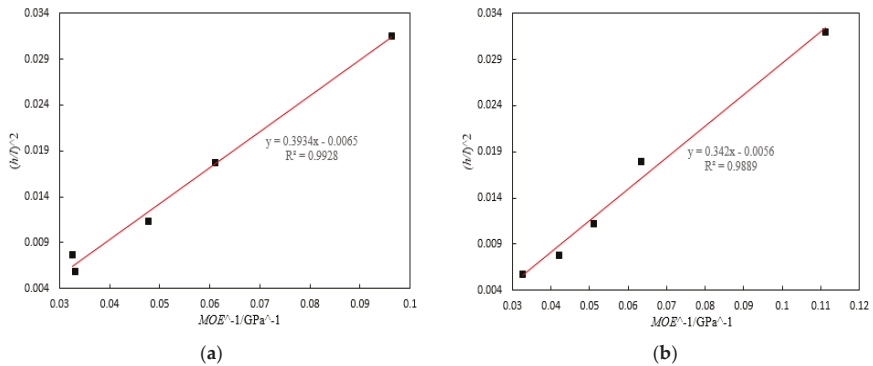 0.034
0.029
0.024
0.019
0.014
0.009
0.004
(h/l)^2
y = 0.3934x - 0.0065
R² = 0.9928
0.03 0.04 0.05 0.06 0.07 0.08 0.09 0.1
MOE^-1/GPa^-1
(a)
0.034
0.029
0.024
0.019
0.014
0.009
0.004
(h/l)^2
y = 0.342x - 0.0056
R² = 0.9889
0.03 0.04 0.05 0.06 0.07 0.08 0.09 0.1 0.11 0.12
MOE^-1/GPa^-1
(b)